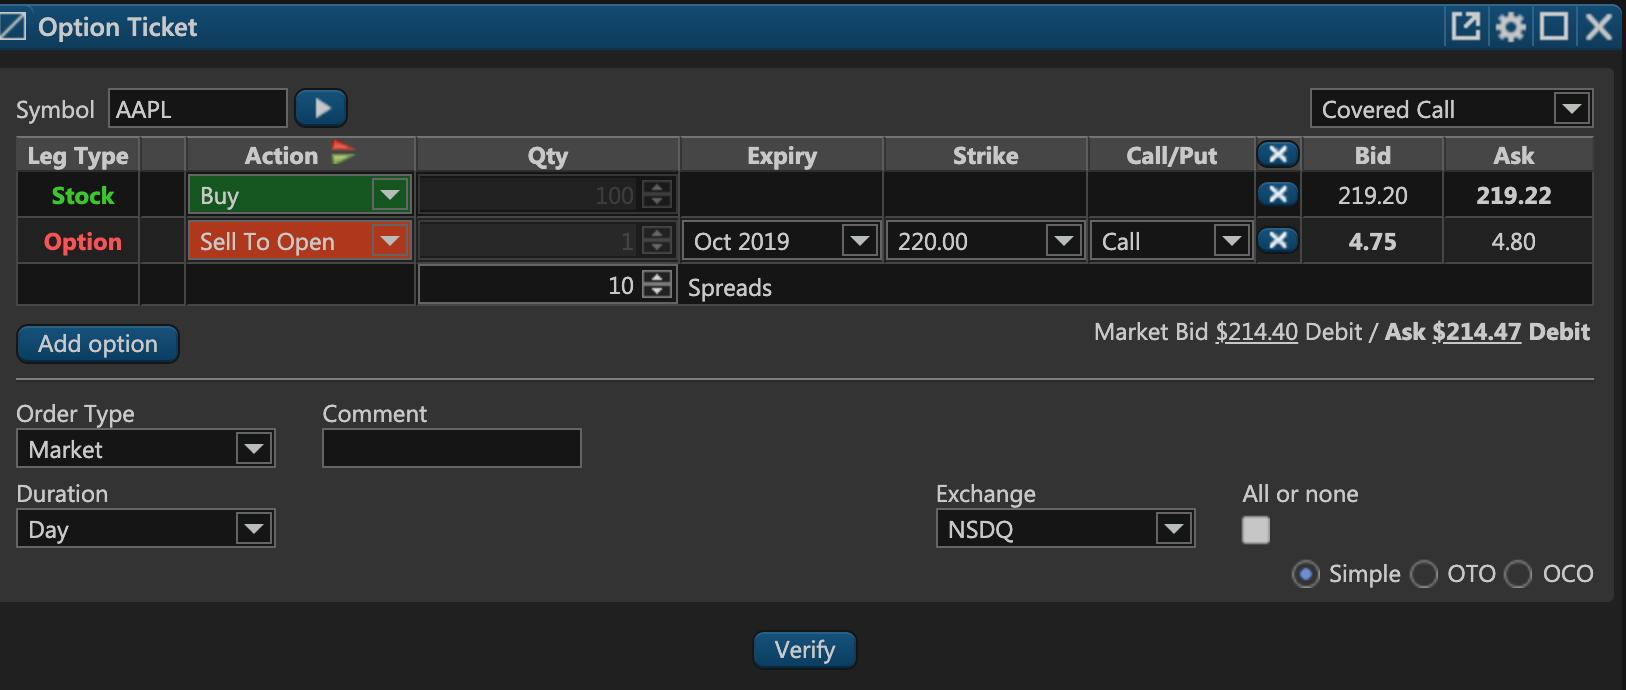 Option Ticket
Symbol AAPL Covered Call
Leg Type Action Qty Expiry Strike Call/Put Bid Ask
Stock Buy 100 219.20 219.22
Option Sell To Open 1 Oct 2019 220.00 Call 4.75 4.80
10 Spreads
Add option Market Bid $214.40 Debit / Ask $214.47 Debit
Order Type Comment
Market
Duration Exchange All or none
Day NSDQ
Simple OTO OCO
Verify